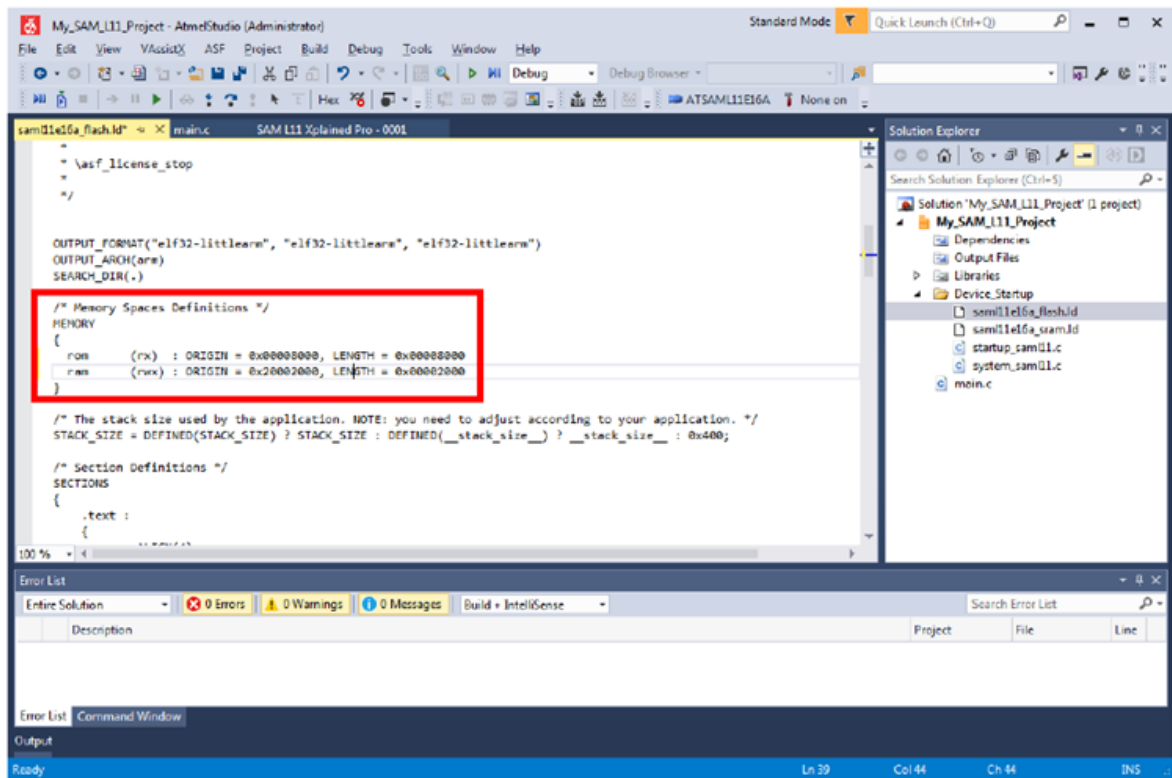 My_SAM_L11_Project - AtmelStudio (Administrator)
Standard Mode
Quick Launch (Ctrl+Q)
File Edit View VAssistX ASF Project Build Debug Tools Window Help
Debug
Debug Browser
Hex
ATSAML11E16A
None on
saml11e16a_flash.ld*
main.c
SAM L11 Xplained Pro - 0001
*
* \asf_license_stop
*
*/
OUTPUT_FORMAT("elf32-littlearm", "elf32-littlearm", "elf32-littlearm")
OUTPUT_ARCH(arm)
SEARCH_DIR(.)
/* Memory Spaces Definitions */
MEMORY
{
rom (rx) : ORIGIN = 0x00008000, LENGTH = 0x00008000
ram (rwx) : ORIGIN = 0x20002000, LENGTH = 0x00002000
}
/* The stack size used by the application. NOTE: you need to adjust according to your application. */
STACK_SIZE = DEFINED(STACK_SIZE) ? STACK_SIZE : DEFINED(__stack_size__) ? __stack_size__ : 0x400;
/* Section Definitions */
SECTIONS
{
.text :
{
100 %
Solution Explorer
Search Solution Explorer (Ctrl+$)
Solution 'My_SAM_L11_Project' (1 project)
My_SAM_L11_Project
Dependencies
Output Files
Libraries
Device_Startup
saml11e16a_flash.ld
saml11e16a_sram.ld
startup_saml11.c
system_saml11.c
main.c
Error List
Entire Solution
0 Errors
0 Warnings
0 Messages
Build + IntelliSense
Search Error List
Description
Project
File
Line
Error List
Command Window
Output
Ready
Ln 39
Col 44
Ch 44
INS